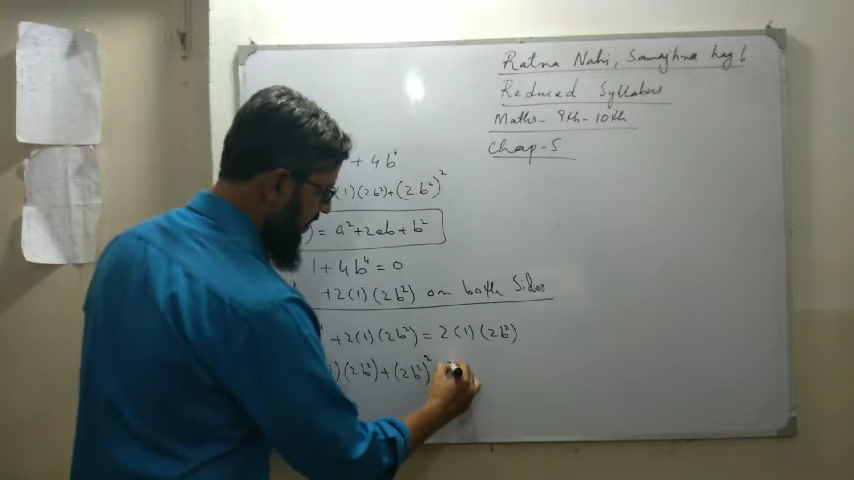 Ratna Nahi, Samajhna hay!
Reduced Syllabus
Maths - 9th - 10th
Chap - 5
+ 4b⁴
(1)(2b²)+(2b²)²
) = a²+2ab+b²
1 + 4b⁴ = 0
+2(1)(2b²) on both Sides
+2(1)(2b²) = 2(1)(2b²)
)(2b²)+(2b²)²